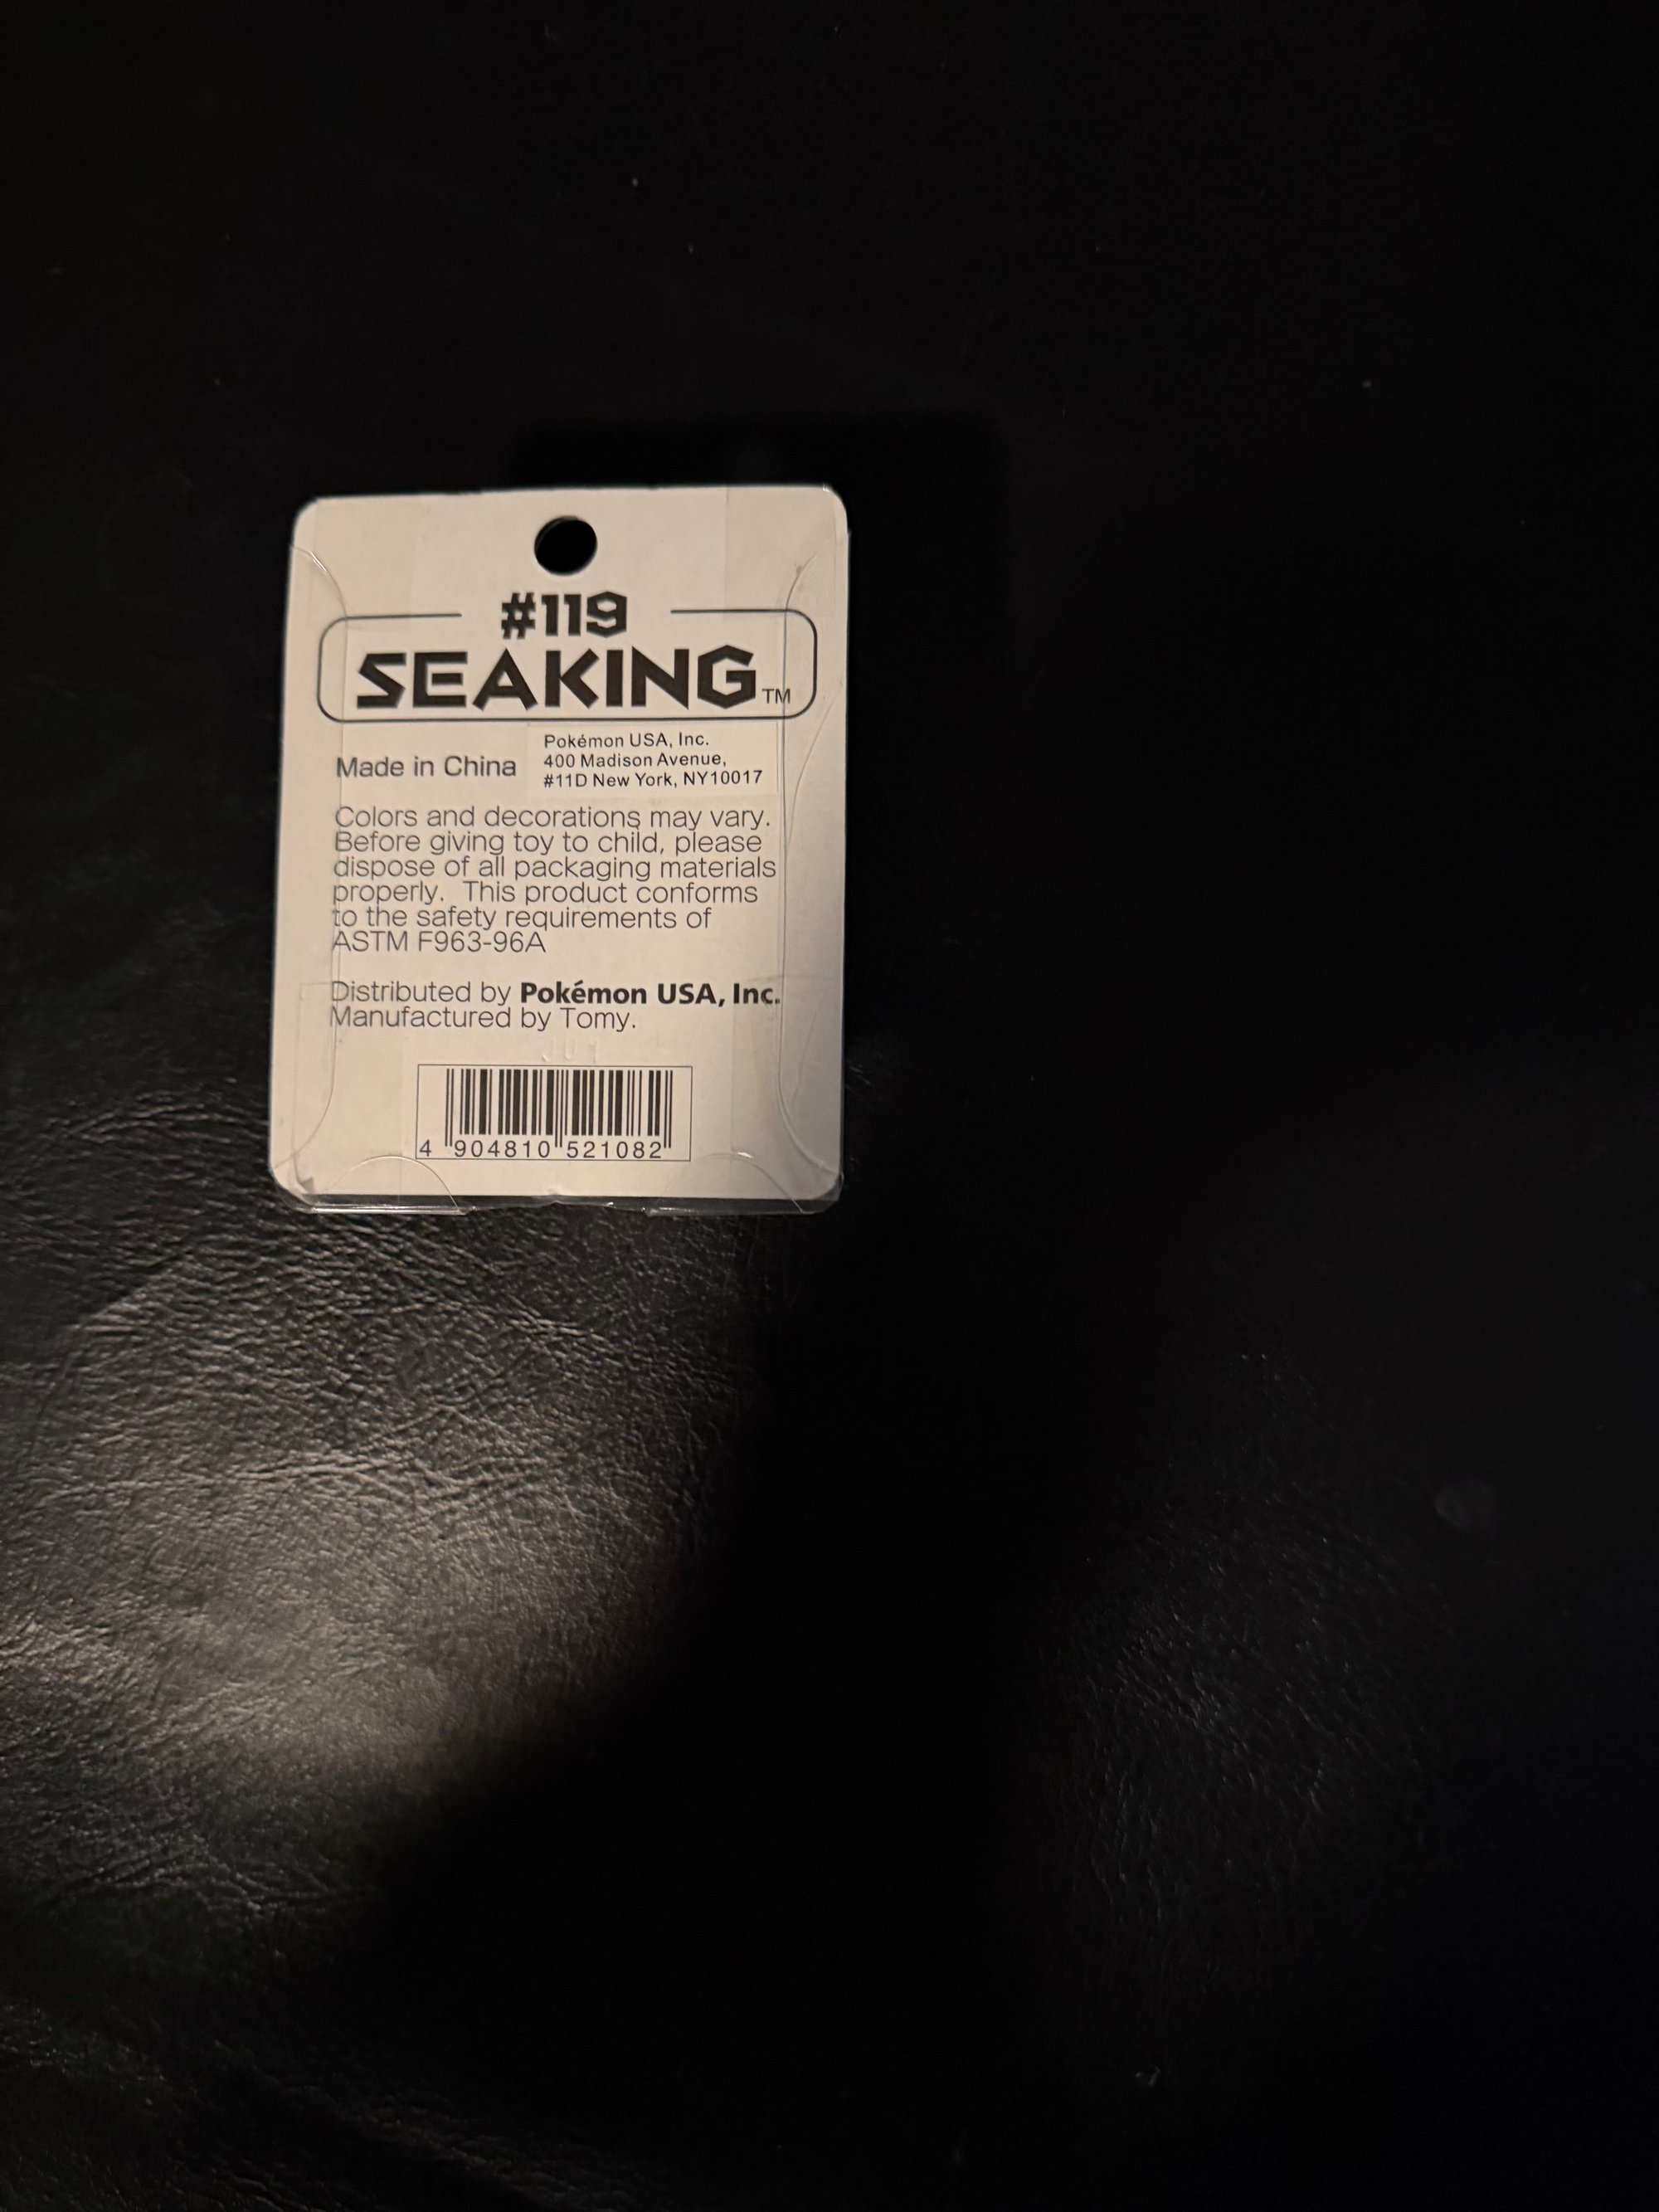 #119
SEAKING TM
Made in China
Pokémon USA, Inc.
400 Madison Avenue,
#11D New York, NY10017
Colors and decorations may vary.
Before giving toy to child, please
dispose of all packaging materials
properly. This product conforms
to the safety requirements of
ASTM F963-96A
Distributed by Pokémon USA, Inc.
Manufactured by Tomy.
4 904810 521082